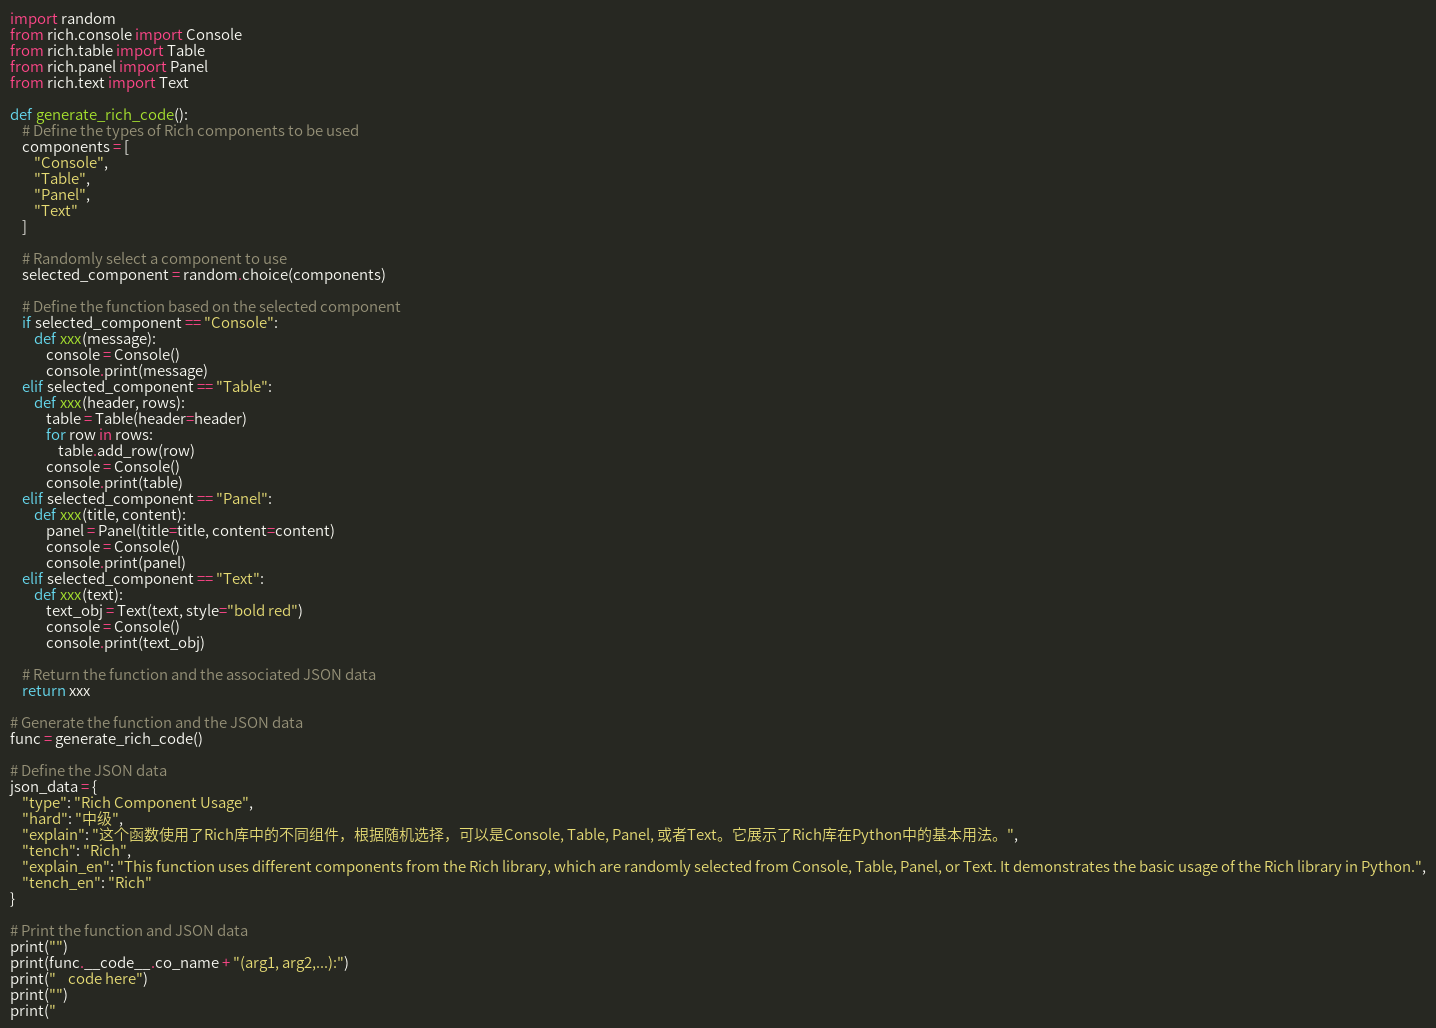 import random
from rich.console import Console
from rich.table import Table
from rich.panel import Panel
from rich.text import Text

def generate_rich_code():
    # Define the types of Rich components to be used
    components = [
        "Console",
        "Table",
        "Panel",
        "Text"
    ]

    # Randomly select a component to use
    selected_component = random.choice(components)

    # Define the function based on the selected component
    if selected_component == "Console":
        def xxx(message):
            console = Console()
            console.print(message)
    elif selected_component == "Table":
        def xxx(header, rows):
            table = Table(header=header)
            for row in rows:
                table.add_row(row)
            console = Console()
            console.print(table)
    elif selected_component == "Panel":
        def xxx(title, content):
            panel = Panel(title=title, content=content)
            console = Console()
            console.print(panel)
    elif selected_component == "Text":
        def xxx(text):
            text_obj = Text(text, style="bold red")
            console = Console()
            console.print(text_obj)

    # Return the function and the associated JSON data
    return xxx

# Generate the function and the JSON data
func = generate_rich_code()

# Define the JSON data
json_data = {
    "type": "Rich Component Usage",
    "hard": "中级",
    "explain": "这个函数使用了Rich库中的不同组件，根据随机选择，可以是Console, Table, Panel, 或者Text。它展示了Rich库在Python中的基本用法。",
    "tench": "Rich",
    "explain_en": "This function uses different components from the Rich library, which are randomly selected from Console, Table, Panel, or Text. It demonstrates the basic usage of the Rich library in Python.",
    "tench_en": "Rich"
}

# Print the function and JSON data
print("")
print(func.__code__.co_name + "(arg1, arg2,...):")
print("    code here")
print("")
print("